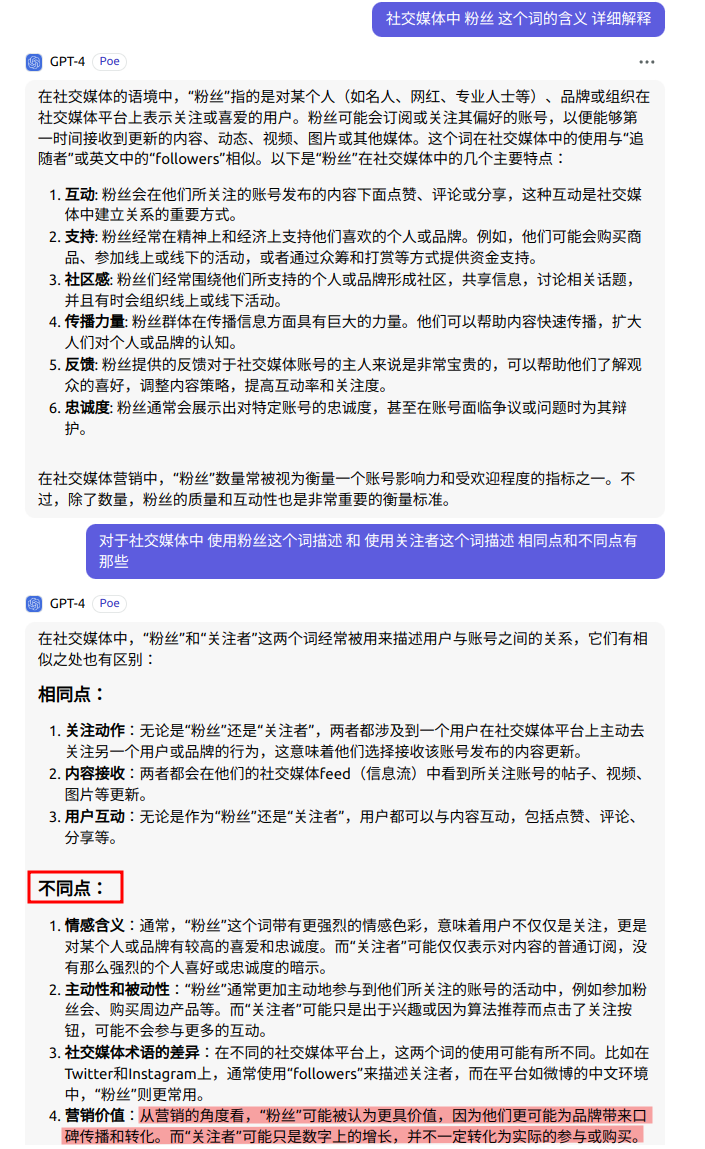 社交媒体中 粉丝 这个词的含义 详细解释
GPT-4 Poe
在社交媒体的语境中，“粉丝”指的是对某个人（如名人、网红、专业人士等）、品牌或组织在
社交媒体平台上表示关注或喜爱的用户。粉丝可能会订阅或关注其偏好的账号，以便能够第
一时间接收到更新的内容、动态、视频、图片或其他媒体。这个词在社交媒体中的使用与“追
随者”或英文中的“followers”相似。以下是“粉丝”在社交媒体中的几个主要特点：
1. 互动: 粉丝会在他们所关注的账号发布的内容下面点赞、评论或分享，这种互动是社交媒
体中建立关系的重要方式。
2. 支持: 粉丝经常在精神上和经济上支持他们喜欢的个人或品牌。例如，他们可能会购买商
品、参加线上或线下的活动，或者通过众筹和打赏等方式提供资金支持。
3. 社区感: 粉丝们经常围绕他们所支持的个人或品牌形成社区，共享信息，讨论相关话题，
并且有时会组织线上或线下活动。
4. 传播力量: 粉丝群体在传播信息方面具有巨大的力量。他们可以帮助内容快速传播，扩大
人们对个人或品牌的认知。
5. 反馈: 粉丝提供的反馈对于社交媒体账号的主人来说是非常宝贵的，可以帮助他们了解观
众的喜好，调整内容策略，提高互动率和关注度。
6. 忠诚度: 粉丝通常会展示出对特定账号的忠诚度，甚至在账号面临争议或问题时为其辩
护。
在社交媒体营销中，“粉丝”数量常被视为衡量一个账号影响力和受欢迎程度的指标之一。不
过，除了数量，粉丝的质量和互动性也是非常重要的衡量标准。
对于社交媒体中 使用粉丝这个词描述 和 使用关注者这个词描述 相同点和不同点有
那些
GPT-4 Poe
在社交媒体中，“粉丝”和“关注者”这两个词经常被用来描述用户与账号之间的关系，它们有相
似之处也有区别：
相同点：
1. 关注动作：无论是“粉丝”还是“关注者”，两者都涉及到一个用户在社交媒体平台上主动去
关注另一个用户或品牌的行为，这意味着他们选择接收该账号发布的内容更新。
2. 内容接收：两者都会在他们的社交媒体feed（信息流）中看到所关注账号的帖子、视频、
图片等更新。
3. 用户互动：无论是作为“粉丝”还是“关注者”，用户都可以与内容互动，包括点赞、评论、
分享等。
不同点：
1. 情感含义：通常，“粉丝”这个词带有更强烈的情感色彩，意味着用户不仅仅是关注，更是
对某个人或品牌有较高的喜爱和忠诚度。而“关注者”可能仅仅表示对内容的普通订阅，没
有那么强烈的个人喜好或忠诚度的暗示。
2. 主动性和被动性：“粉丝”通常更加主动地参与到他们所关注的账号的活动中，例如参加粉
丝会、购买周边产品等。而“关注者”可能只是出于兴趣或因为算法推荐而点击了关注按
钮，可能不会参与更多的互动。
3. 社交媒体术语的差异：在不同的社交媒体平台上，这两个词的使用可能有所不同。比如在
Twitter和Instagram上，通常使用“followers”来描述关注者，而在平台如微博的中文环境
中，“粉丝”则更常用。
4. 营销价值：从营销的角度看，“粉丝”可能被认为更具价值，因为他们更可能为品牌带来口
碑传播和转化。而“关注者”可能只是数字上的增长，并不一定转化为实际的参与或购买。